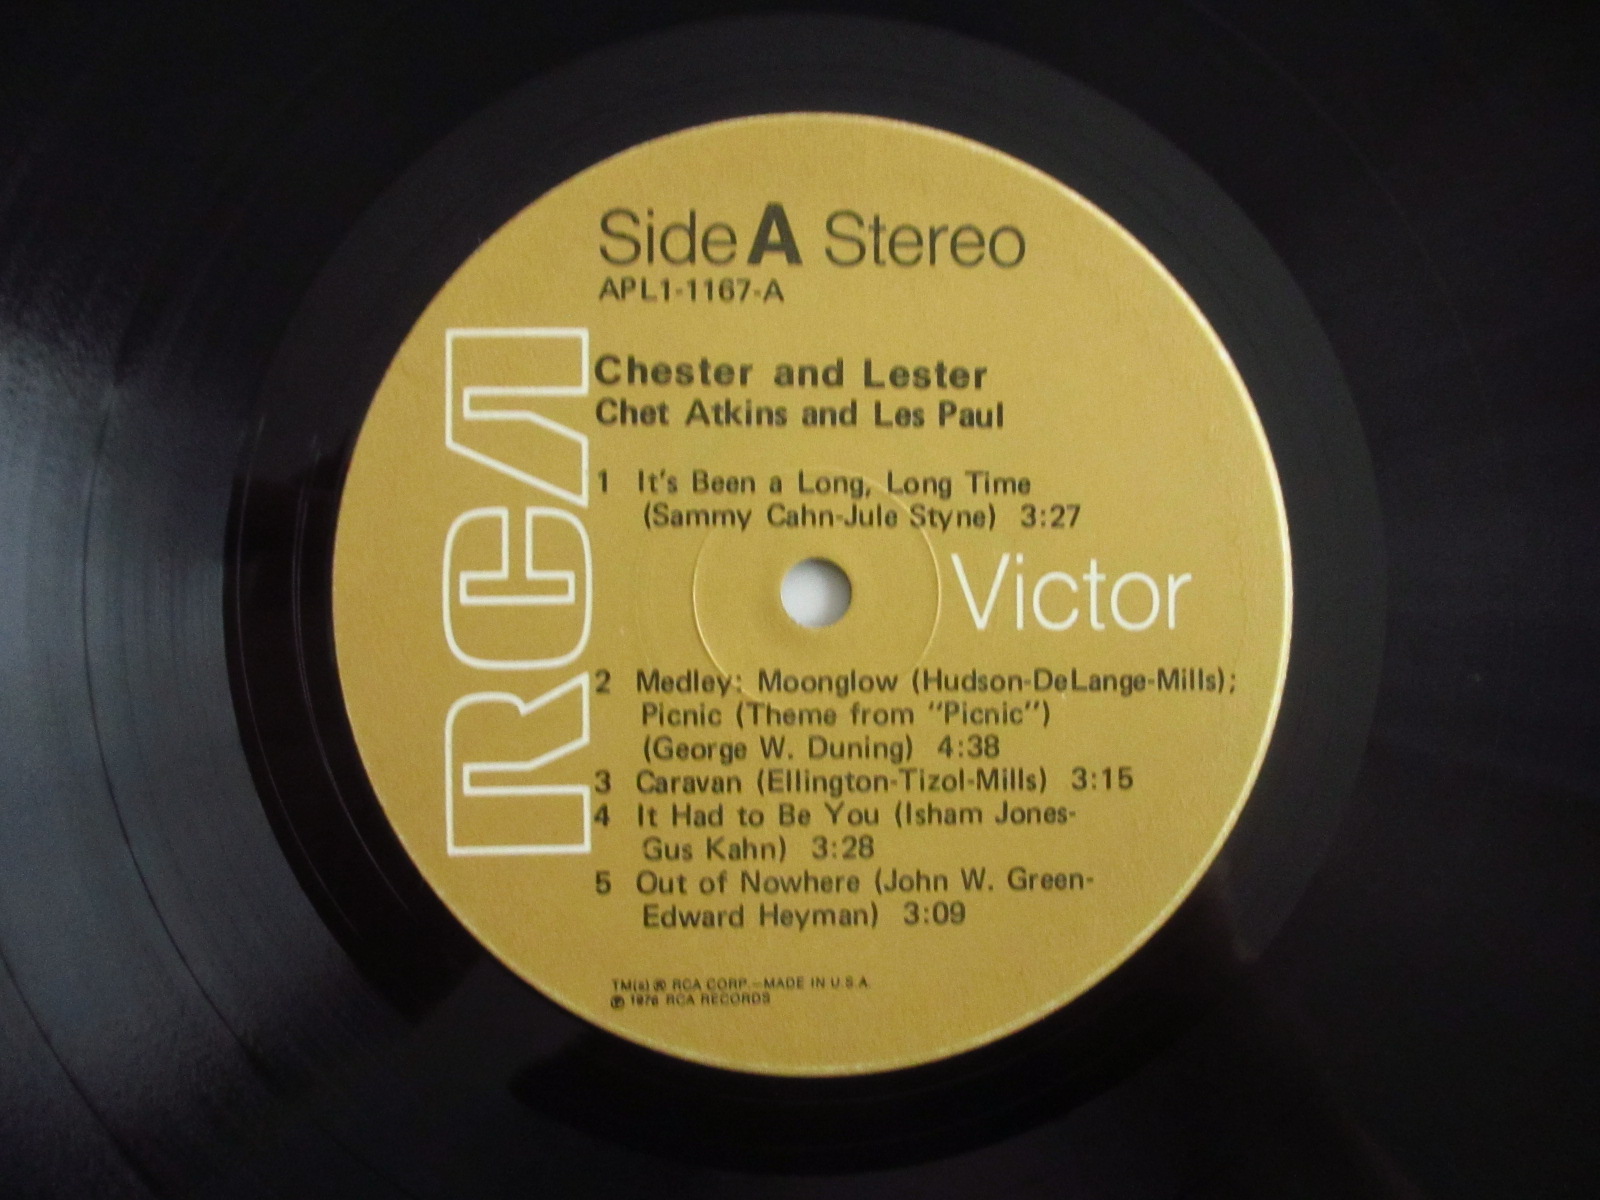 Side A Stereo
APL1-1167-A
RCA
Chester and Lester
Chet Atkins and Les Paul
1 It's Been a Long, Long Time
(Sammy Cahn-Jule Styne) 3:27
Victor
2 Medley: Moonglow (Hudson-DeLange-Mills);
Picnic (Theme from "Picnic")
(George W. Duning) 4:38
3 Caravan (Ellington-Tizol-Mills) 3:15
4 It Had to Be You (Isham Jones-
Gus Kahn) 3:28
5 Out of Nowhere (John W. Green-
Edward Heyman) 3:09
TM(s) ® RCA CORP.—MADE IN U.S.A.
℗ 1976 RCA RECORDS